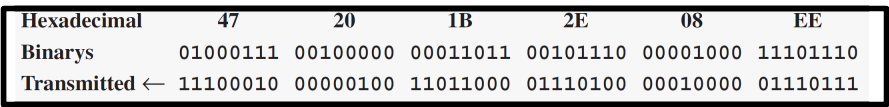 Hexadecimal 47 20 1B 2E 08 EE
Binarys 01000111 00100000 00011011 00101110 00001000 11101110
Transmitted ← 11100010 00000100 11011000 01110100 00010000 01110111